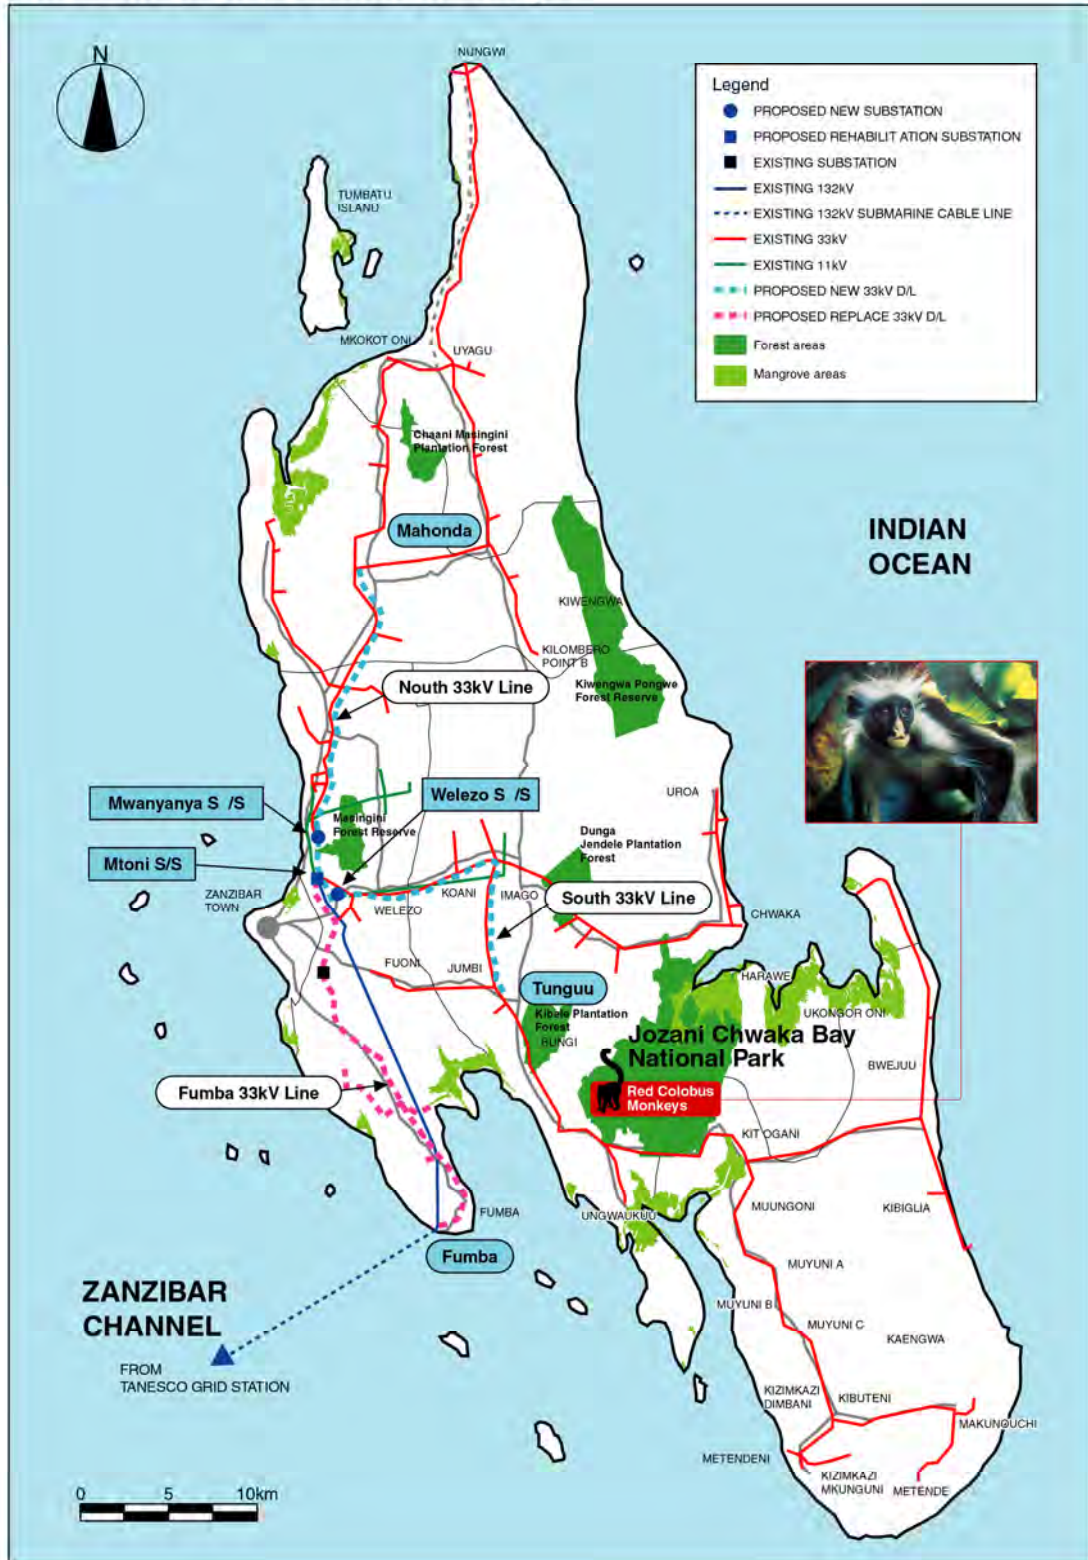 N
NUNGWI
Legend
PROPOSED NEW SUBSTATION
PROPOSED REHABILIT ATION SUBSTATION
EXISTING SUBSTATION
EXISTING 132kV
EXISTING 132kV SUBMARINE CABLE LINE
EXISTING 33kV
EXISTING 11kV
PROPOSED NEW 33kV D/L
PROPOSED REPLACE 33kV D/L
Forest areas
Mangrove areas
TUMBATU
ISLAND
MKOKOT ONI
UYAGU
Chaani Masingini
Plantation Forest
Mahonda
INDIAN
OCEAN
KIWENGWA
KILOMBERO
POINT B
Kiwengwa Pongwe
Forest Reserve
Nouth 33kV Line
Mwanyanya S /S
Welezo S /S
Masingini
Forest Reserve
UROA
Dunga
Jendele Plantation
Forest
Mtoni S/S
ZANZIBAR
TOWN
WELEZO
KOANI
IMAGO
South 33kV Line
CHWAKA
FUONI
JUMBI
Tunguu
HARAWE
UKONGOR ONI
Kibele Plantation
Forest
BUNGI
Jozani Chwaka Bay
National Park
BWEJUU
Fumba 33kV Line
Red Colobus
Monkeys
KIT OGANI
FUMBA
UNGWAUKUU
MUUNGONI
KIBIGLIA
Fumba
MUYUNI A
ZANZIBAR
CHANNEL
MUYUNI B
MUYUNI C
KAENGWA
FROM
TANESCO GRID STATION
KIZIMKAZI
DIMBANI
KIBUTENI
MAKUNOUCHI
METENDENI
KIZIMKAZI
MKUNGUNI
METENDE
0 5 10km